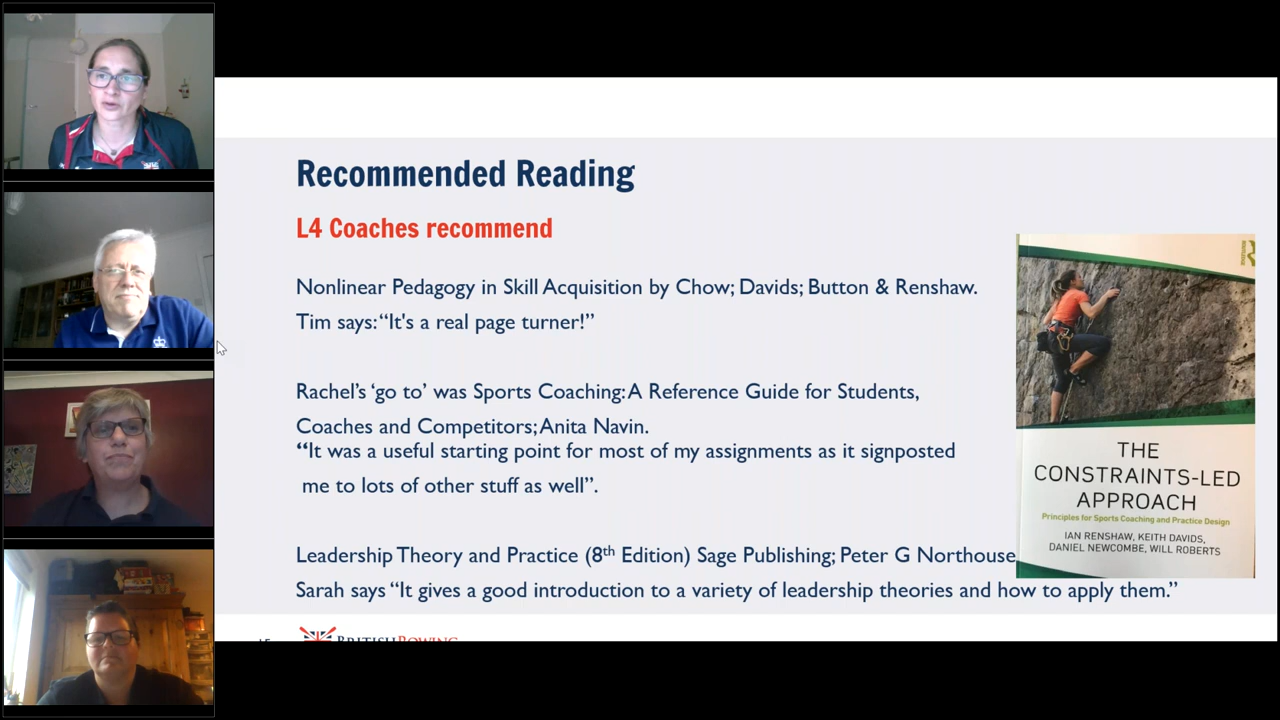 Recommended Reading
L4 Coaches recommend
Nonlinear Pedagogy in Skill Acquisition by Chow; Davids; Button & Renshaw.
Tim says: “It's a real page turner!”
Rachel’s ‘go to’ was Sports Coaching: A Reference Guide for Students,
Coaches and Competitors; Anita Navin.
“It was a useful starting point for most of my assignments as it signposted
me to lots of other stuff as well”.
Leadership Theory and Practice (8th Edition) Sage Publishing; Peter G Northouse
Sarah says “It gives a good introduction to a variety of leadership theories and how to apply them.”
THE
CONSTRAINTS-LED
APPROACH
Principles for Sports Coaching and Practice Design
IAN RENSHAW, KEITH DAVIDS,
DANIEL NEWCOMBE, WILL ROBERTS
BRITISH ROWING